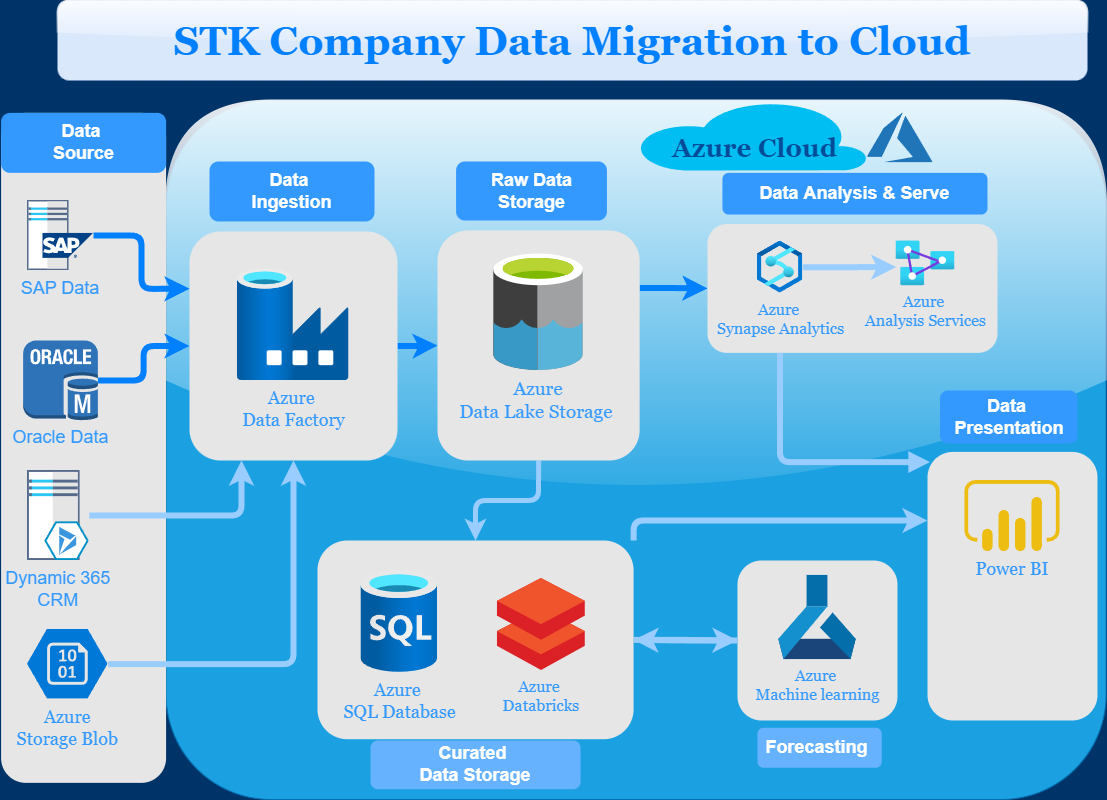 STK Company Data Migration to Cloud
Data
Source
SAP
SAP Data
ORACLE
M
Oracle Data
Dynamic 365
CRM
10
01
Azure
Storage Blob
Data
Ingestion
Azure
Data Factory
Raw Data
Storage
Azure
Data Lake Storage
Azure Cloud
Data Analysis & Serve
Azure
Synapse Analytics
Azure
Analysis Services
Data
Presentation
Power BI
SQL
Azure
SQL Database
Azure
Databricks
Curated
Data Storage
Azure
Machine learning
Forecasting